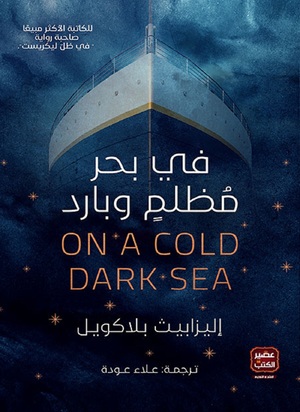 للكاتبة الأكثر مبيعًا
صاحبة رواية
- في ظل ليكريست -
في بحر
مُظلمٍ وبارد
ON A COLD
DARK SEA
إليزابيث بلاكويل
ترجمة: علاء عودة
عصير
الكتب